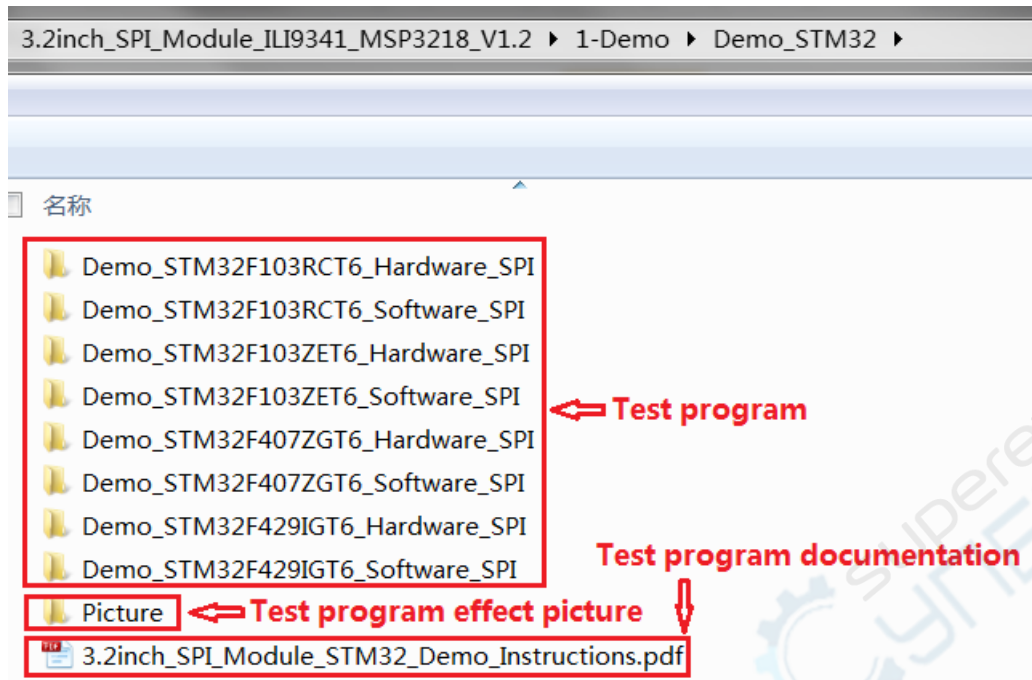 3.2inch_SPI_Module_ILI9341_MSP3218_V1.2 ▸ 1-Demo ▸ Demo_STM32 ▸
名称
Demo_STM32F103RCT6_Hardware_SPI
Demo_STM32F103RCT6_Software_SPI
Demo_STM32F103ZET6_Hardware_SPI
Demo_STM32F103ZET6_Software_SPI
Test program
Demo_STM32F407ZGT6_Hardware_SPI
Demo_STM32F407ZGT6_Software_SPI
Demo_STM32F429IGT6_Hardware_SPI
Demo_STM32F429IGT6_Software_SPI
Test program documentation
Picture
Test program effect picture
3.2inch_SPI_Module_STM32_Demo_Instructions.pdf